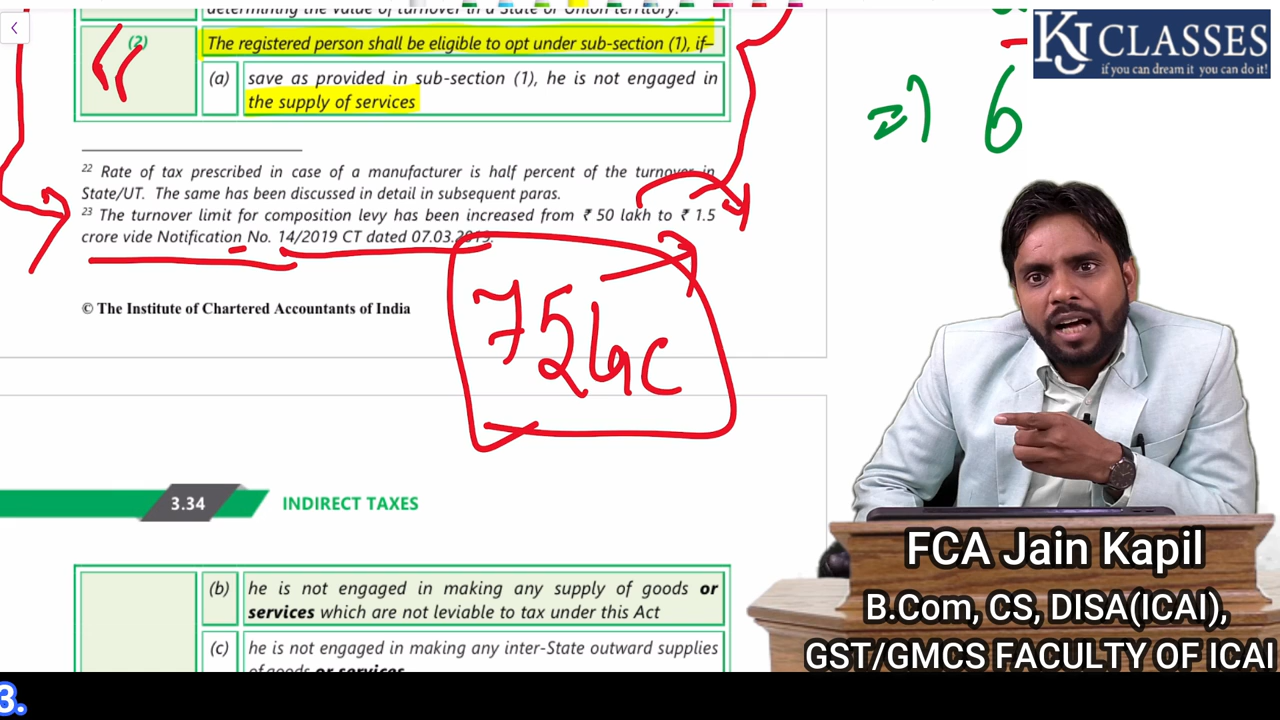 determining the value of turnover in a State or Union territory.
(2) The registered person shall be eligible to opt under sub-section (1), if–
(a) save as provided in sub-section (1), he is not engaged in
the supply of services
22 Rate of tax prescribed in case of a manufacturer is half percent of the turnover in
State/UT. The same has been discussed in detail in subsequent paras.
23 The turnover limit for composition levy has been increased from ₹ 50 lakh to ₹ 1.5
crore vide Notification No. 14/2019 CT dated 07.03.2019.
75 lac
© The Institute of Chartered Accountants of India
3.34 INDIRECT TAXES
(b) he is not engaged in making any supply of goods or
services which are not leviable to tax under this Act
(c) he is not engaged in making any inter-State outward supplies
of goods or services
KJ CLASSES
if you can dream it you can do it!
=) 6
FCA Jain Kapil
B.Com, CS, DISA(ICAI),
GST/GMCS FACULTY OF ICAI
3.